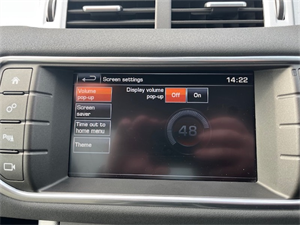 Screen settings
14:22
Volume
pop-up
Display volume
pop-up
Off
On
Screen
saver
48
Time out to
home menu
Theme